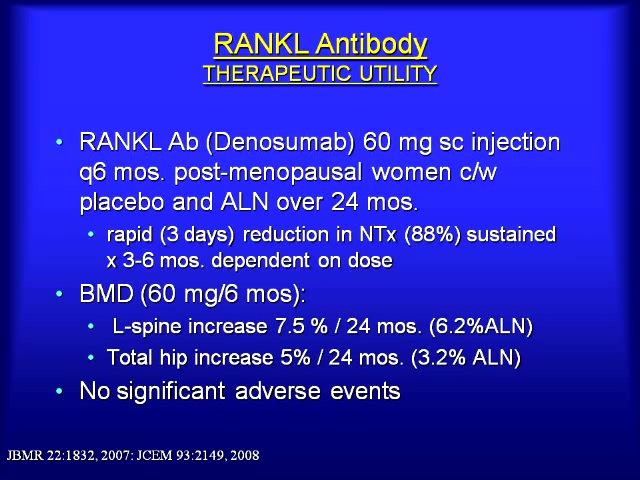 RANKL Antibody
THERAPEUTIC UTILITY
• RANKL Ab (Denosumab) 60 mg sc injection
q6 mos. post-menopausal women c/w
placebo and ALN over 24 mos.
• rapid (3 days) reduction in NTx (88%) sustained
x 3-6 mos. dependent on dose
• BMD (60 mg/6 mos):
• L-spine increase 7.5 % / 24 mos. (6.2%ALN)
• Total hip increase 5% / 24 mos. (3.2% ALN)
• No significant adverse events
JBMR 22:1832, 2007: JCEM 93:2149, 2008